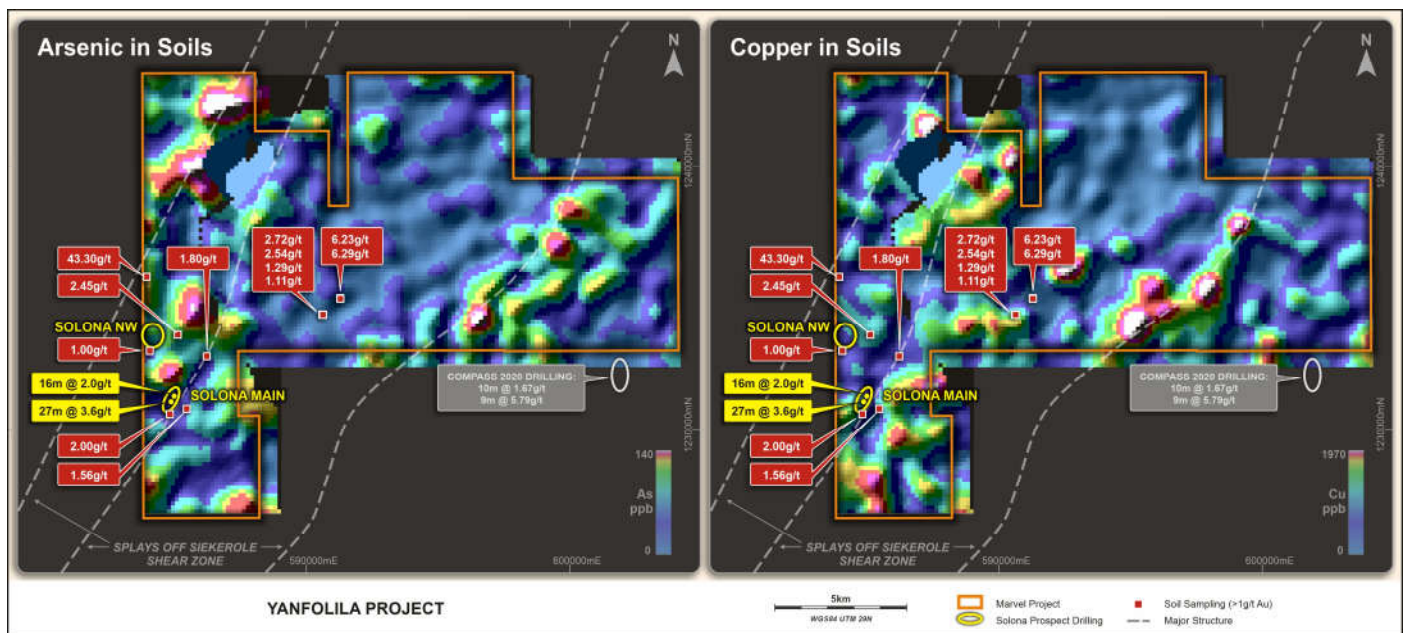 Arsenic in Soils
N
43.30g/t
2.45g/t
SOLONA NW
1.00g/t
16m @ 2.0g/t
27m @ 3.6g/t
SOLONA MAIN
2.00g/t
1.56g/t
1.80g/t
2.72g/t
2.54g/t
1.29g/t
1.11g/t
6.23g/t
6.29g/t
COMPASS 2020 DRILLING:
10m @ 1.67g/t
9m @ 5.79g/t
1240000mN
1230000mN
140
As
ppb
0
SPLAYS OFF SIEKEROLE
SHEAR ZONE
590000mE
600000mE
Copper in Soils
N
43.30g/t
2.45g/t
SOLONA NW
1.00g/t
16m @ 2.0g/t
27m @ 3.6g/t
SOLONA MAIN
2.00g/t
1.56g/t
1.80g/t
2.72g/t
2.54g/t
1.29g/t
1.11g/t
6.23g/t
6.29g/t
COMPASS 2020 DRILLING:
10m @ 1.67g/t
9m @ 5.79g/t
1240000mN
1230000mN
1970
Cu
ppb
0
SPLAYS OFF SIEKEROLE
SHEAR ZONE
590000mE
600000mE
YANFOLILA PROJECT
5km
WGS84 UTM 29N
Marvel Project
Solona Prospect Drilling
Soil Sampling (>1g/t Au)
Major Structure